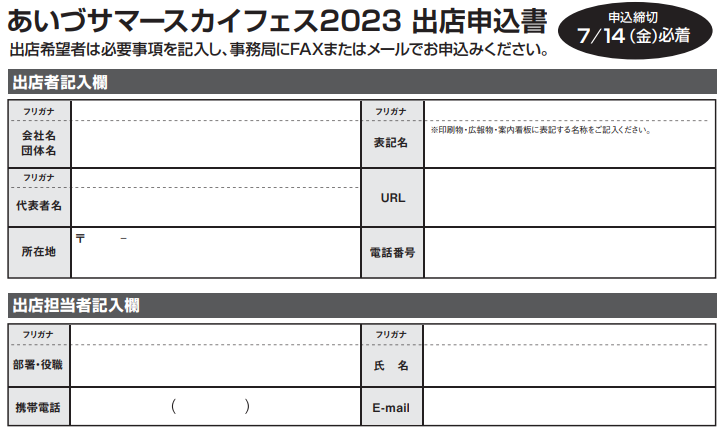 あいづサマースカイフェス2023 出店申込書
申込締切
7/14（金）必着
出店希望者は必要事項を記入し、事務局にFAXまたはメールでお申込みください。
出店者記入欄
フリガナ
会社名
団体名
フリガナ
表記名
※印刷物・広報物・案内看板に表記する名称をご記入ください。
フリガナ
代表者名
URL
所在地
〒 －
電話番号
出店担当者記入欄
フリガナ
部署・役職
フリガナ
氏 名
携帯電話
（ ）
E-mail